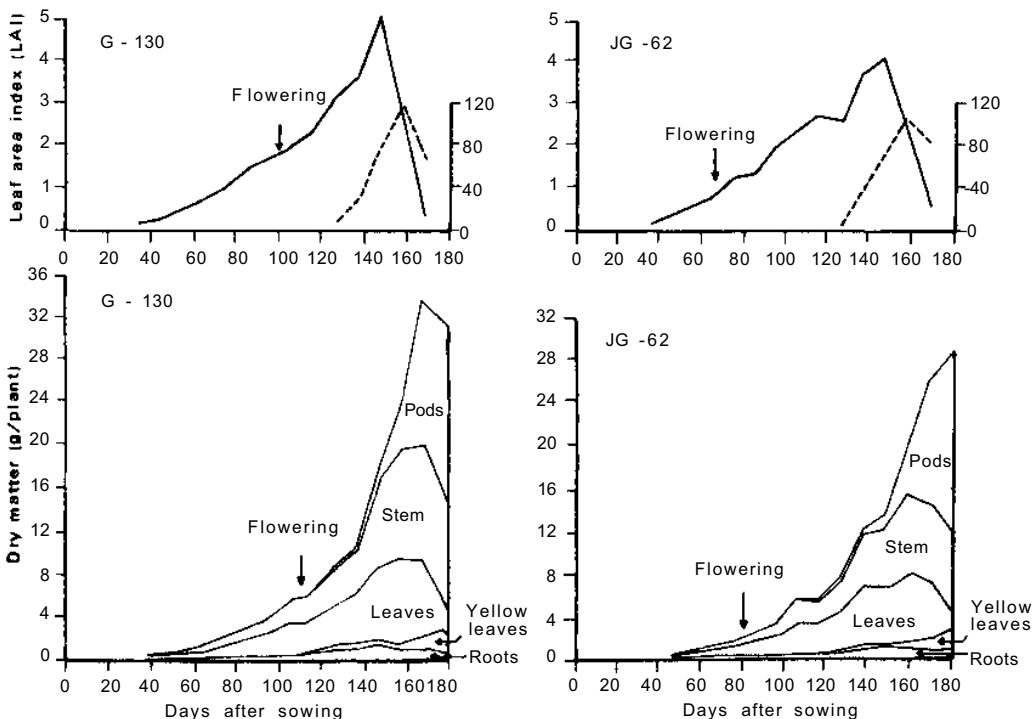 Leaf area index (LAI)
5
4
3
2
1
0
G - 130
Flowering
120
80
40
0
0 20 40 60 80 100 120 140 160 180
5
4
3
2
1
0
JG -62
Flowering
120
80
40
0
0 20 40 60 80 100 120 140 160 180
Dry matter (g/plant)
36
32
28
24
20
16
12
8
4
0
G - 130
Pods
Stem
Flowering
Leaves
Yellow
leaves
Roots
0 20 40 60 80 100 120 140 160 180
Days after sowing
32
28
24
20
16
12
8
4
0
JG -62
Pods
Stem
Flowering
Leaves
Yellow
leaves
Roots
0 20 40 60 80 100 120 140 160 180
Days after sowing